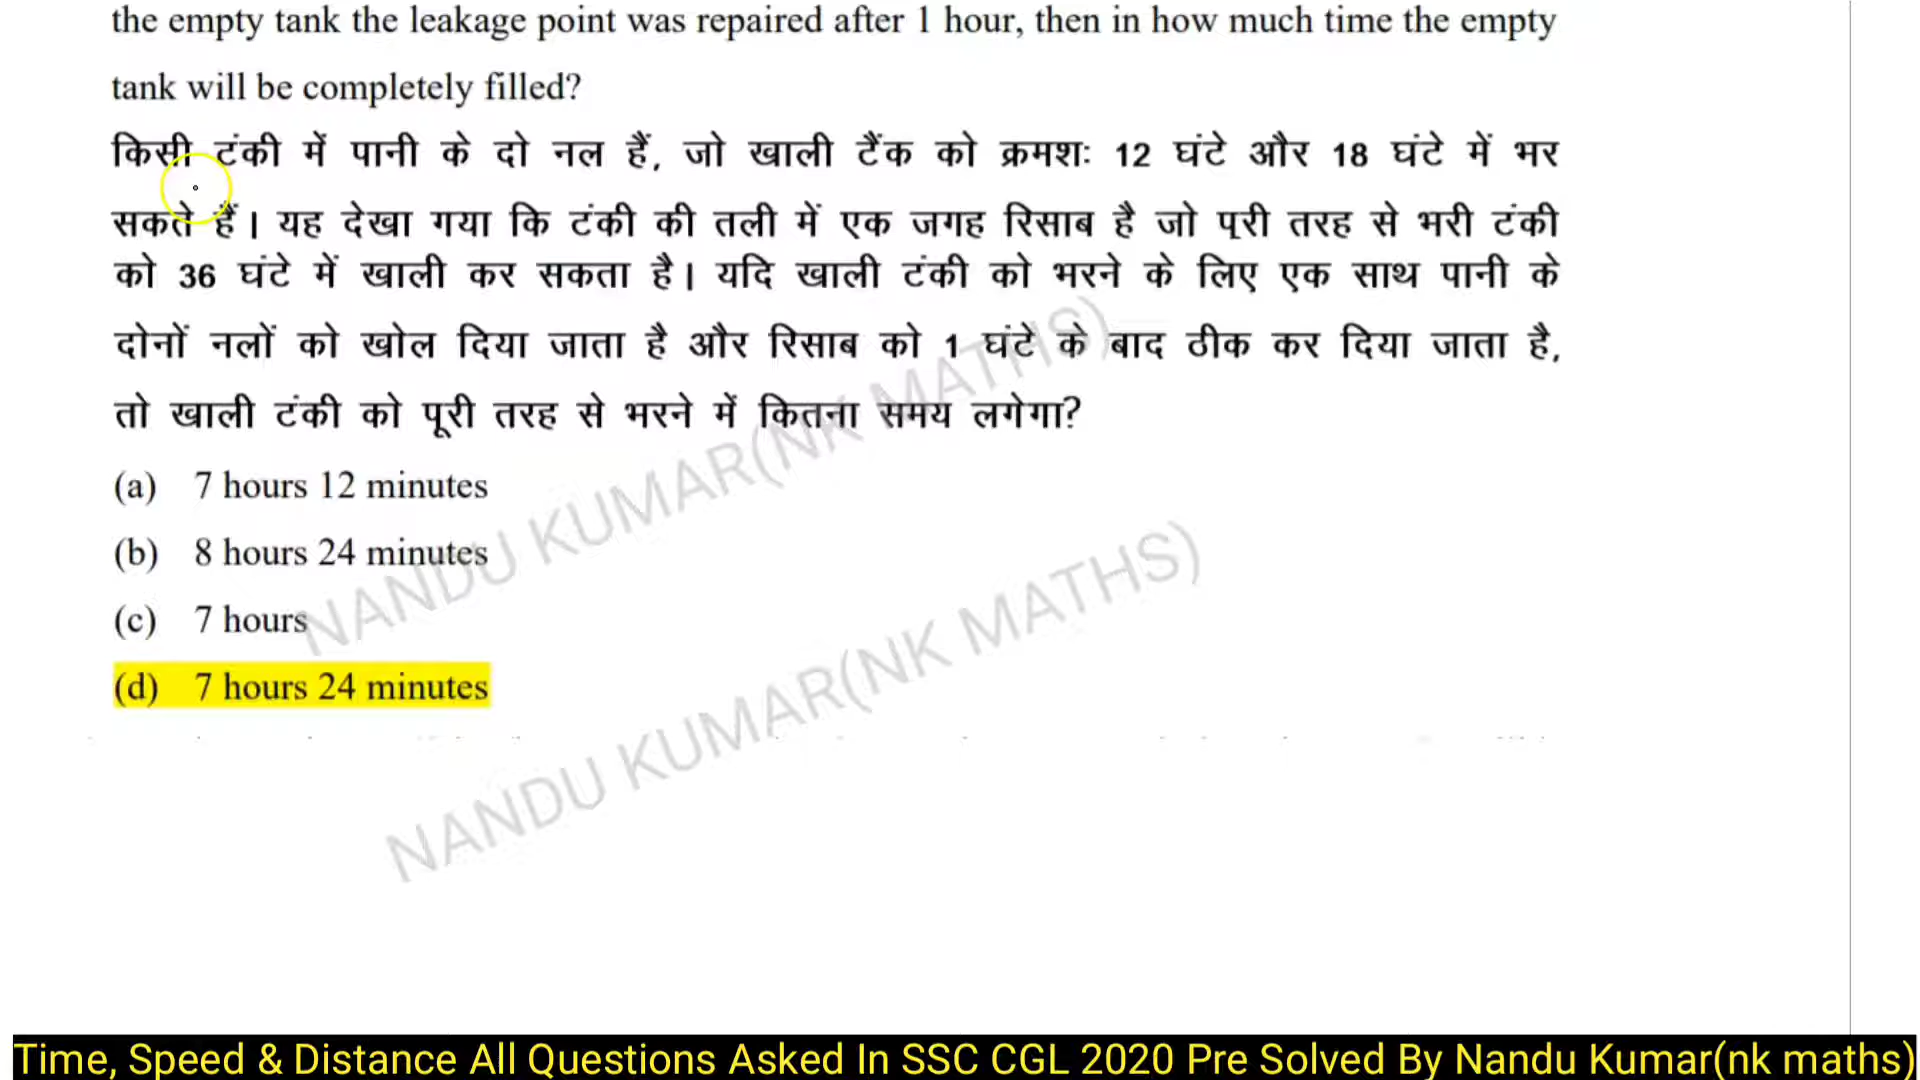 the empty tank the leakage point was repaired after 1 hour, then in how much time the empty
tank will be completely filled?
किसी टंकी में पानी के दो नल हैं, जो खाली टैंक को क्रमशः 12 घंटे और 18 घंटे में भर
सकते हैं। यह देखा गया कि टंकी की तली में एक जगह रिसाब है जो पूरी तरह से भरी टंकी
को 36 घंटे में खाली कर सकता है। यदि खाली टंकी को भरने के लिए एक साथ पानी के
दोनों नलों को खोल दिया जाता है और रिसाब को 1 घंटे के बाद ठीक कर दिया जाता है,
तो खाली टंकी को पूरी तरह से भरने में कितना समय लगेगा?
(a) 7 hours 12 minutes
(b) 8 hours 24 minutes
(c) 7 hours
(d) 7 hours 24 minutes
NANDU KUMAR(NK MATHS)
NANDU KUMAR(NK MATHS)
Time, Speed & Distance All Questions Asked In SSC CGL 2020 Pre Solved By Nandu Kumar(nk maths)